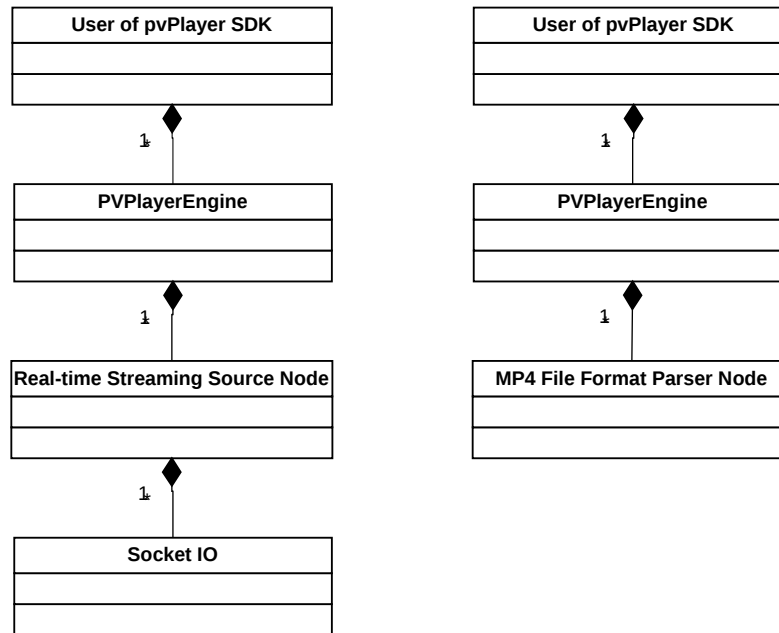 User of pvPlayer SDK
1
*
PVPlayerEngine
1
*
Real-time Streaming Source Node
1
*
Socket IO
User of pvPlayer SDK
1
*
PVPlayerEngine
1
*
MP4 File Format Parser Node